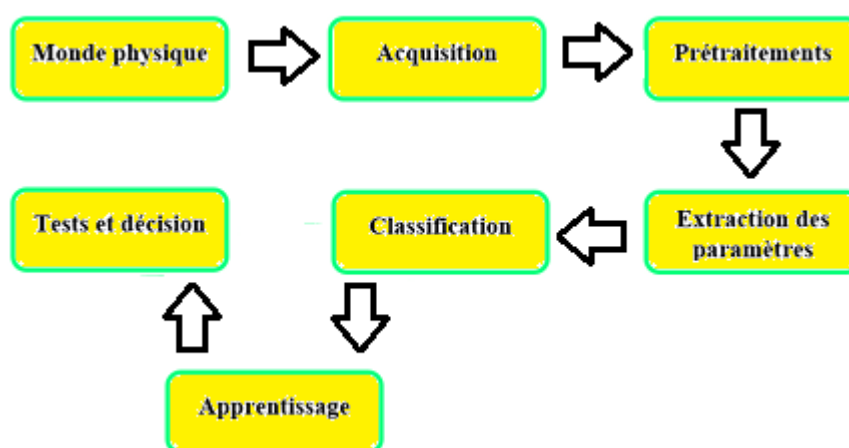 Monde physique
Acquisition
Prétraitements
Tests et décision
Classification
Extraction des
paramètres
Apprentissage